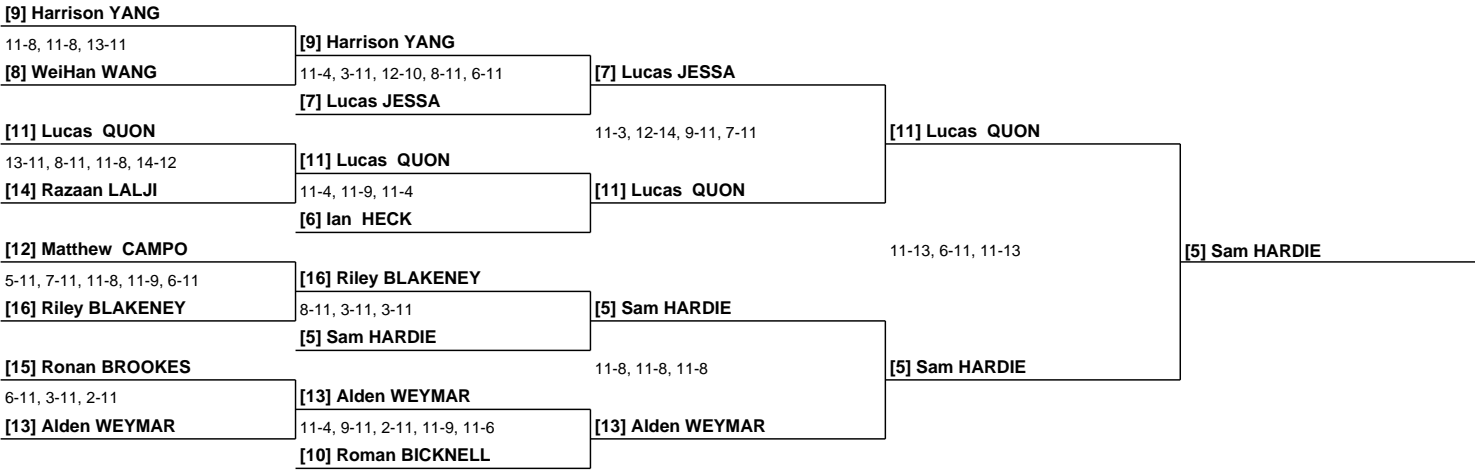 [9] Harrison YANG
11-8, 11-8, 13-11
[8] WeiHan WANG
[11] Lucas  QUON
13-11, 8-11, 11-8, 14-12
[14] Razaan LALJI
[12] Matthew  CAMPO
5-11, 7-11, 11-8, 11-9, 6-11
[16] Riley BLAKENEY
[15] Ronan BROOKES
6-11, 3-11, 2-11
[13] Alden WEYMAR
[9] Harrison YANG
11-4, 3-11, 12-10, 8-11, 6-11
[7] Lucas JESSA
[11] Lucas  QUON
11-4, 11-9, 11-4
[6] Ian  HECK
[16] Riley BLAKENEY
8-11, 3-11, 3-11
[5] Sam HARDIE
[13] Alden WEYMAR
11-4, 9-11, 2-11, 11-9, 11-6
[10] Roman BICKNELL
[7] Lucas JESSA
11-3, 12-14, 9-11, 7-11
[11] Lucas  QUON
[5] Sam HARDIE
11-8, 11-8, 11-8
[13] Alden WEYMAR
[11] Lucas  QUON
11-13, 6-11, 11-13
[5] Sam HARDIE
[5] Sam HARDIE